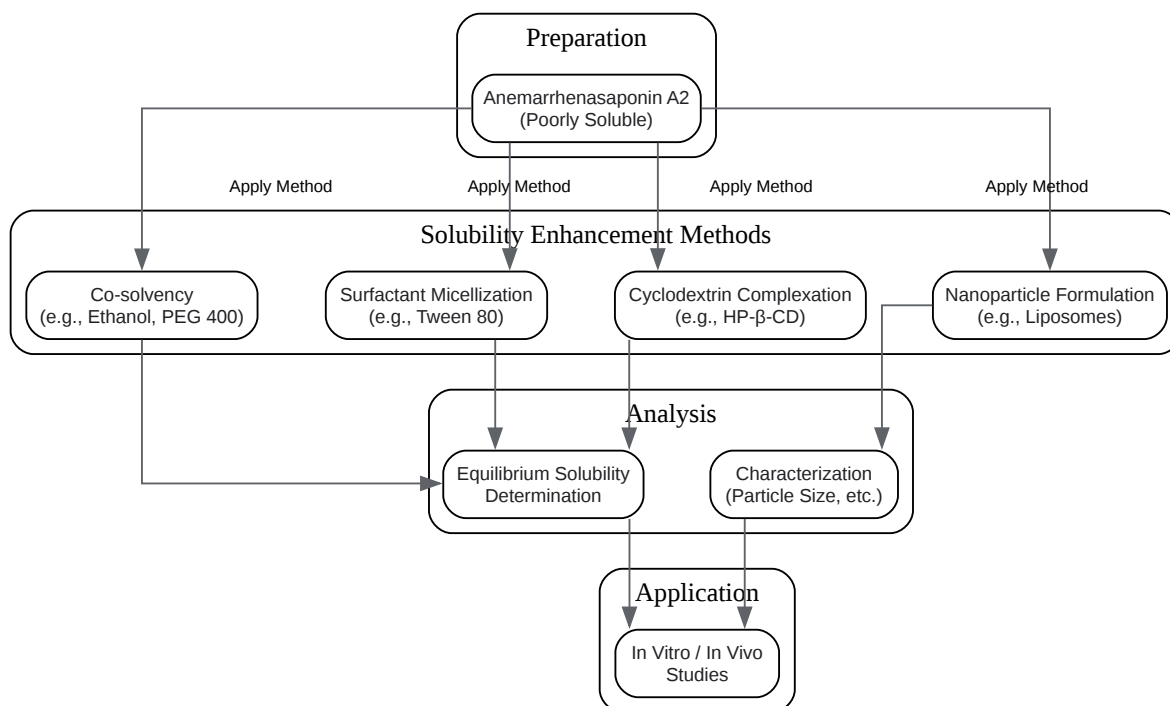 Preparation
Anemarrhenasaponin A2
(Poorly Soluble)
Apply Method
Apply Method
Apply Method
Apply Method
Solubility Enhancement Methods
Co-solvency
(e.g., Ethanol, PEG 400)
Surfactant Micellization
(e.g., Tween 80)
Cyclodextrin Complexation
(e.g., HP-β-CD)
Nanoparticle Formulation
(e.g., Liposomes)
Analysis
Equilibrium Solubility
Determination
Characterization
(Particle Size, etc.)
Application
In Vitro / In Vivo
Studies